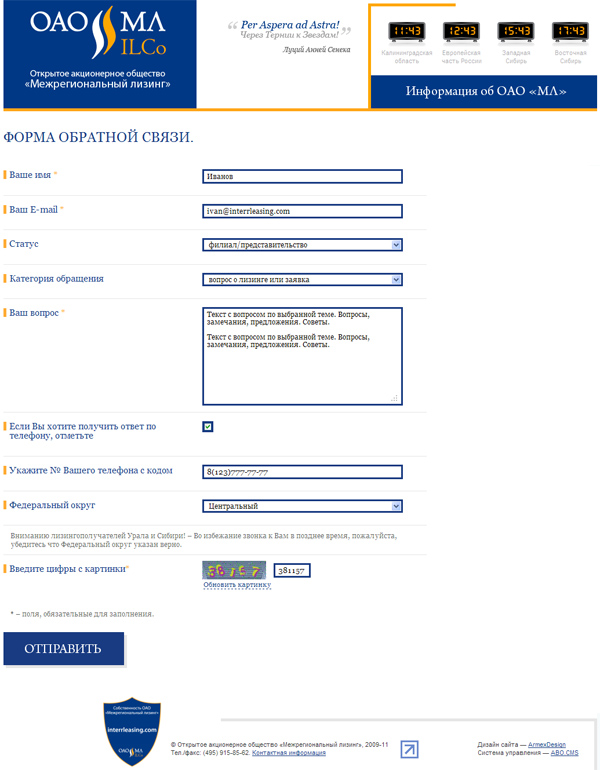 ОАО МЛ
ILCo
Открытое акционерное общество
«Межрегиональный лизинг»
“ Per Aspera ad Astra! ”
Через Тернии к Звездам!
Луций Анней Сенека
11:43 12:43 15:43 17:43
Калининградская область
Европейская часть России
Западная Сибирь
Восточная Сибирь
Информация об ОАО «МЛ»
ФОРМА ОБРАТНОЙ СВЯЗИ.
Ваше имя *
Иванов
Ваш E-mail *
ivan@interrleasing.com
Статус
филиал/представительство
Категория обращения
вопрос о лизинге или заявка
Ваш вопрос *
Текст с вопросом по выбранной теме. Вопросы,
замечания, предложения. Советы.
Текст с вопросом по выбранной теме. Вопросы,
замечания, предложения. Советы.
Если Вы хотите получить ответ по
телефону, отметьте
Укажите № Вашего телефона с кодом
8(123)777-77-77
Федеральный округ
Центральный
Вниманию лизингополучателей Урала и Сибири! – Во избежание звонка к Вам в позднее время, пожалуйста,
убедитесь что Федеральный округ указан верно.
Введите цифры с картинки*
381157
Обновить картинку
* – поля, обязательные для заполнения.
ОТПРАВИТЬ
Собственность ОАО
«Межрегиональный лизинг»
interrleasing.com
ОАО МЛ
© Открытое акционерное общество «Межрегиональный лизинг», 2009-11
Тел./факс: (495) 915-85-62. Контактная информация
Дизайн сайта — ArmexDesign
Система управления — ABO.CMS